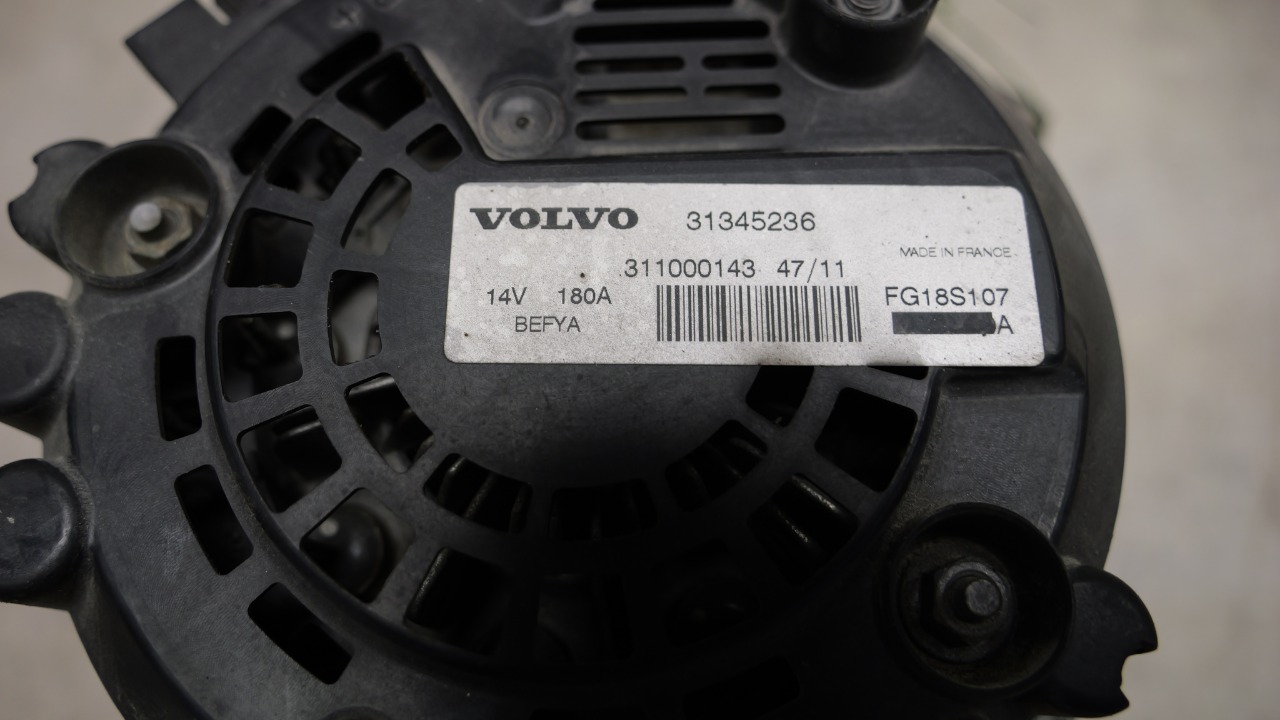 VOLVO 31345236
MADE IN FRANCE
311000143 47/11
14V 180A FG18S107
BEFYA A